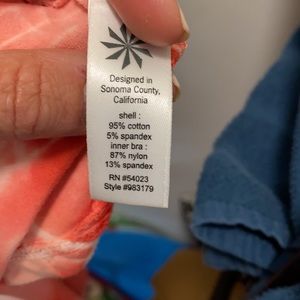 Designed in
Sonoma County,
California
shell :
95% cotton
5% spandex
inner bra :
87% nylon
13% spandex
RN #54023
Style #983179